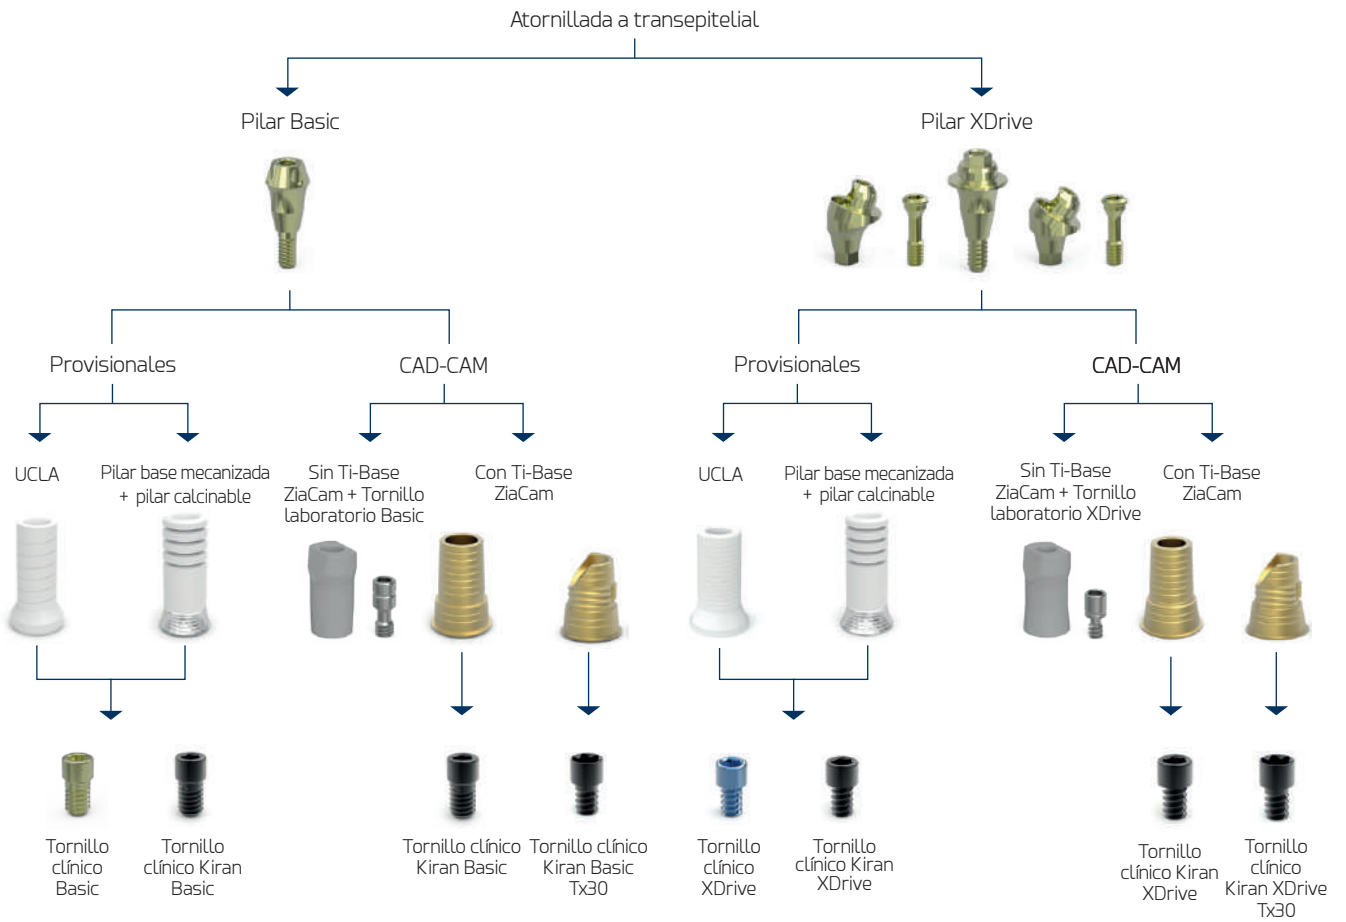 Atornillada a transepitelial
Pilar Basic
Pilar XDrive
Provisionales
CAD-CAM
Provisionales
CAD-CAM
UCLA
Pilar base mecanizada
+ pilar calcinable
Sin Ti-Base
ZiaCam + Tornillo
laboratorio Basic
Con Ti-Base
ZiaCam
UCLA
Pilar base mecanizada
+ pilar calcinable
Sin Ti-Base
ZiaCam + Tornillo
laboratorio XDrive
Con Ti-Base
ZiaCam
Tornillo
clínico
Basic
Tornillo
clínico Kiran
Basic
Tornillo clínico
Kiran Basic
Tornillo clínico
Kiran Basic
Tx30
Tornillo
clínico
XDrive
Tornillo
clínico Kiran
XDrive
Tornillo
clínico Kiran
XDrive
Tornillo
clínico
Kiran XDrive
Tx30